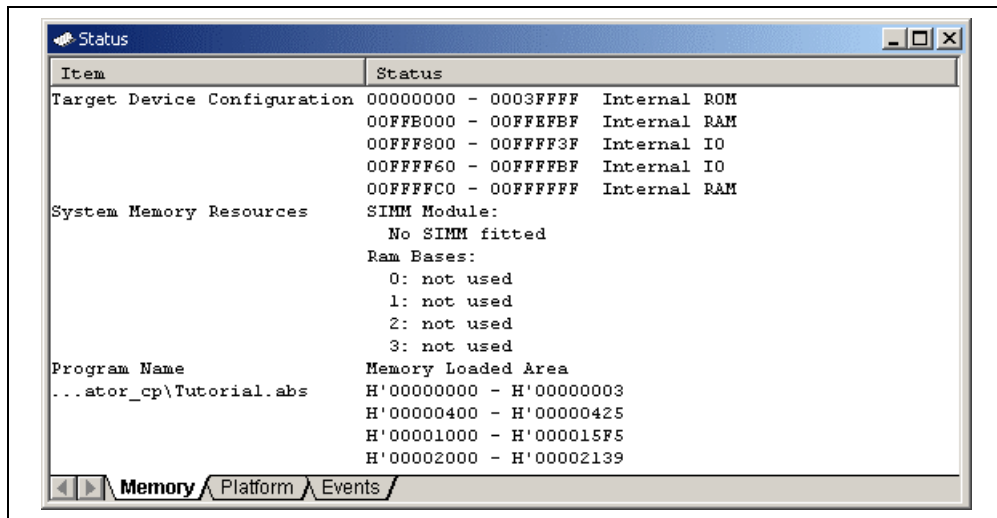 Status
Item Status
Target Device Configuration 00000000 - 0003FFFF Internal ROM
00FFB000 - 00FFEFBF Internal RAM
00FFF800 - 00FFFF3F Internal IO
00FFFF60 - 00FFFFBF Internal IO
00FFFFC0 - 00FFFFFF Internal RAM
System Memory Resources SIMM Module:
No SIMM fitted
Ram Bases:
0: not used
1: not used
2: not used
3: not used
Program Name Memory Loaded Area
...ator_cp\Tutorial.abs H'00000000 - H'00000003
H'00000400 - H'00000425
H'00001000 - H'000015F5
H'00002000 - H'00002139
Memory Platform Events